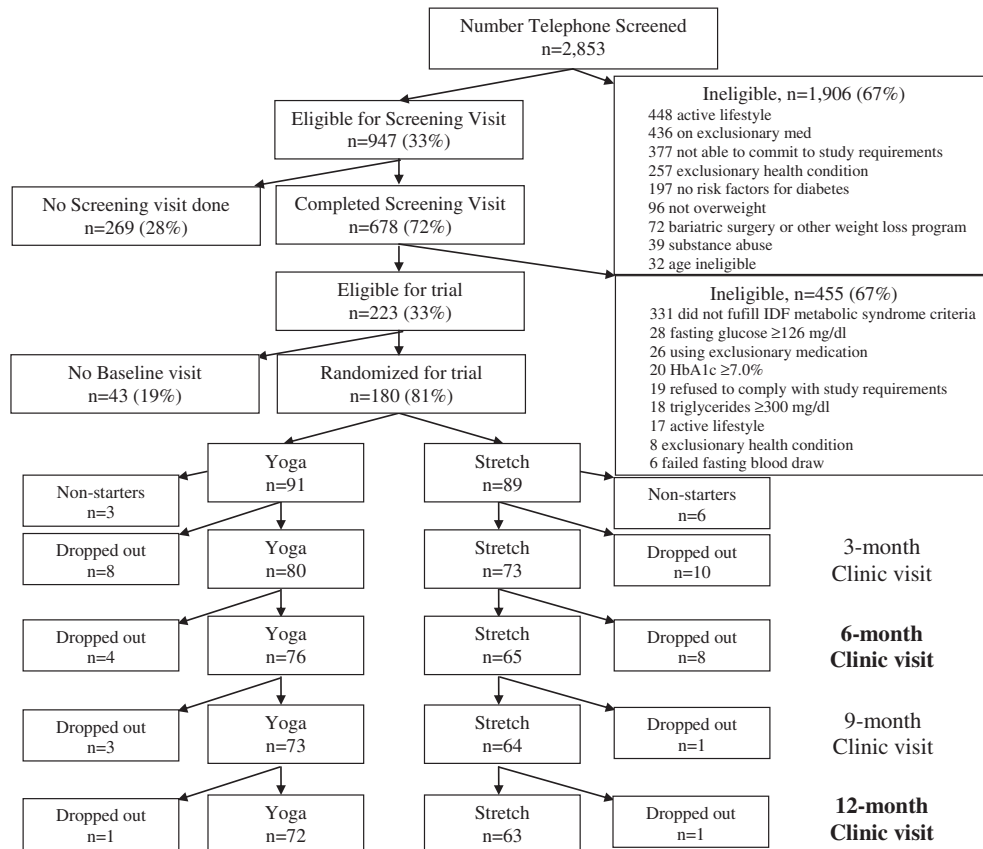 Number Telephone Screened
n=2,853
Ineligible, n=1,906 (67%)
448 active lifestyle
436 on exclusionary med
377 not able to commit to study requirements
257 exclusionary health condition
197 no risk factors for diabetes
96 not overweight
72 bariatric surgery or other weight loss program
39 substance abuse
32 age ineligible
Eligible for Screening Visit
n=947 (33%)
No Screening visit done
n=269 (28%)
Completed Screening Visit
n=678 (72%)
Ineligible, n=455 (67%)
331 did not fufill IDF metabolic syndrome criteria
28 fasting glucose ≥126 mg/dl
26 using exclusionary medication
20 HbA1c ≥7.0%
19 refused to comply with study requirements
18 triglycerides ≥300 mg/dl
17 active lifestyle
8 exclusionary health condition
6 failed fasting blood draw
Eligible for trial
n=223 (33%)
No Baseline visit
n=43 (19%)
Randomized for trial
n=180 (81%)
Yoga
n=91
Stretch
n=89
Non-starters
n=3
Non-starters
n=6
Dropped out
n=8
Yoga
n=80
Stretch
n=73
Dropped out
n=10
3-month
Clinic visit
Dropped out
n=4
Yoga
n=76
Stretch
n=65
Dropped out
n=8
6-month
Clinic visit
Dropped out
n=3
Yoga
n=73
Stretch
n=64
Dropped out
n=1
9-month
Clinic visit
Dropped out
n=1
Yoga
n=72
Stretch
n=63
Dropped out
n=1
12-month
Clinic visit